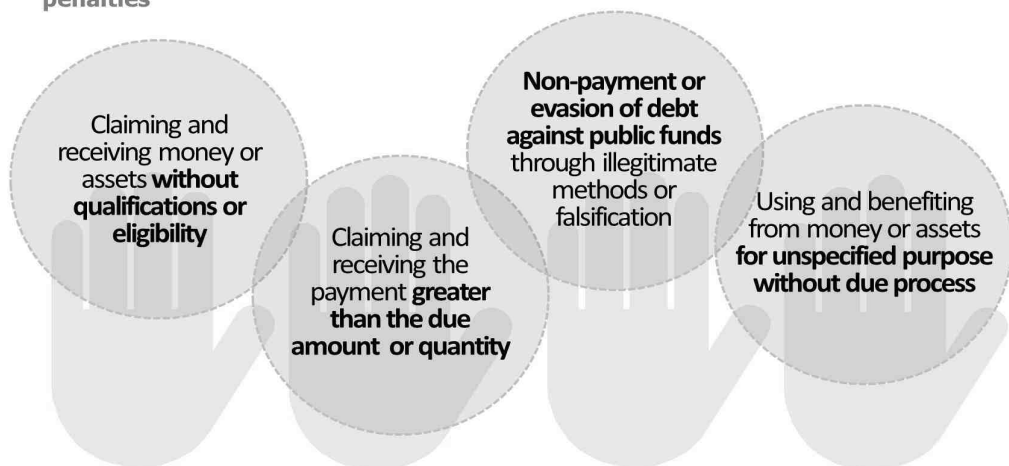 penalties
Claiming and
receiving money or
assets without
qualifications or
eligibility
Claiming and
receiving the
payment greater
than the due
amount or quantity
Non-payment or
evasion of debt
against public funds
through illegitimate
methods or
falsification
Using and benefiting
from money or assets
for unspecified purpose
without due process